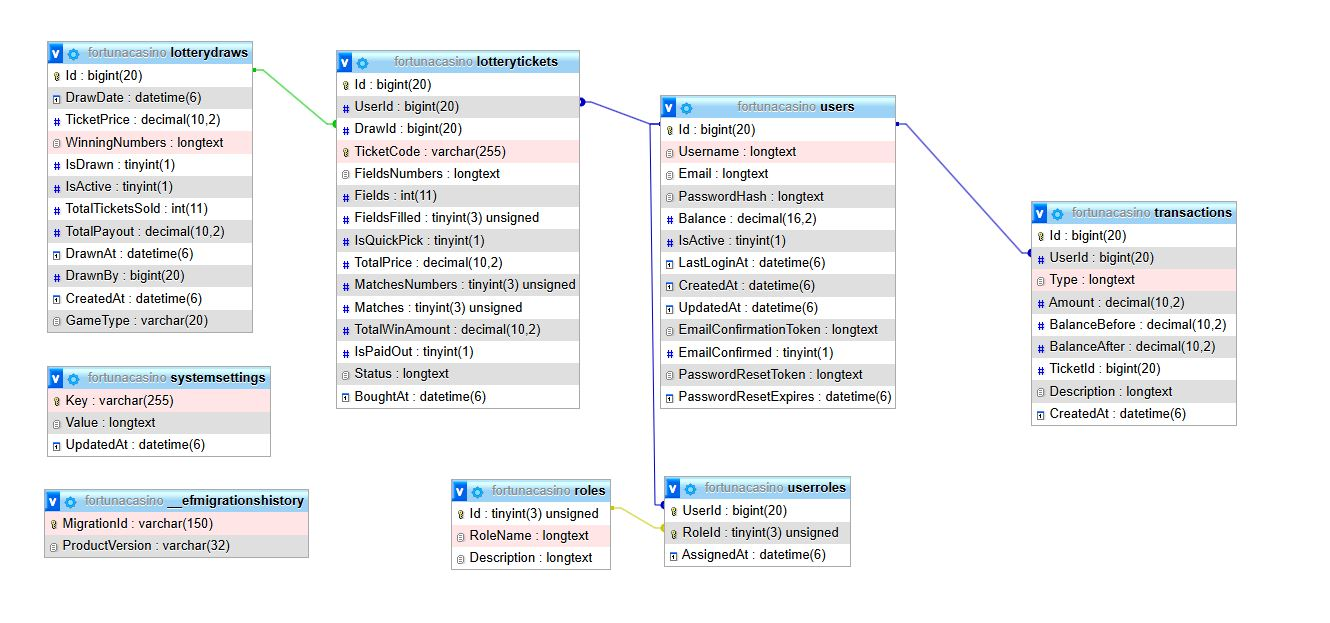 fortunacasino lotterydraws
Id : bigint(20)
DrawDate : datetime(6)
TicketPrice : decimal(10,2)
WinningNumbers : longtext
IsDrawn : tinyint(1)
IsActive : tinyint(1)
TotalTicketsSold : int(11)
TotalPayout : decimal(10,2)
DrawnAt : datetime(6)
DrawnBy : bigint(20)
CreatedAt : datetime(6)
GameType : varchar(20)
fortunacasino systemsettings
Key : varchar(255)
Value : longtext
UpdatedAt : datetime(6)
fortunacasino __efmigrationshistory
MigrationId : varchar(150)
ProductVersion : varchar(32)
fortunacasino lotterytickets
Id : bigint(20)
UserId : bigint(20)
DrawId : bigint(20)
TicketCode : varchar(255)
FieldsNumbers : longtext
Fields : int(11)
FieldsFilled : tinyint(3) unsigned
IsQuickPick : tinyint(1)
TotalPrice : decimal(10,2)
MatchesNumbers : tinyint(3) unsigned
Matches : tinyint(3) unsigned
TotalWinAmount : decimal(10,2)
IsPaidOut : tinyint(1)
Status : longtext
BoughtAt : datetime(6)
fortunacasino users
Id : bigint(20)
Username : longtext
Email : longtext
PasswordHash : longtext
Balance : decimal(16,2)
IsActive : tinyint(1)
LastLoginAt : datetime(6)
CreatedAt : datetime(6)
UpdatedAt : datetime(6)
EmailConfirmationToken : longtext
EmailConfirmed : tinyint(1)
PasswordResetToken : longtext
PasswordResetExpires : datetime(6)
fortunacasino transactions
Id : bigint(20)
UserId : bigint(20)
Type : longtext
Amount : decimal(10,2)
BalanceBefore : decimal(10,2)
BalanceAfter : decimal(10,2)
TicketId : bigint(20)
Description : longtext
CreatedAt : datetime(6)
fortunacasino roles
Id : tinyint(3) unsigned
RoleName : longtext
Description : longtext
fortunacasino userroles
UserId : bigint(20)
RoleId : tinyint(3) unsigned
AssignedAt : datetime(6)